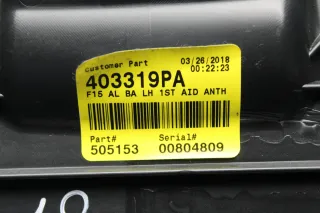 Customer Part 03/26/2018
00:22:23
403319PA
F15 AL BA LH 1ST AID ANTH
Part# Serial#
505153 00804809